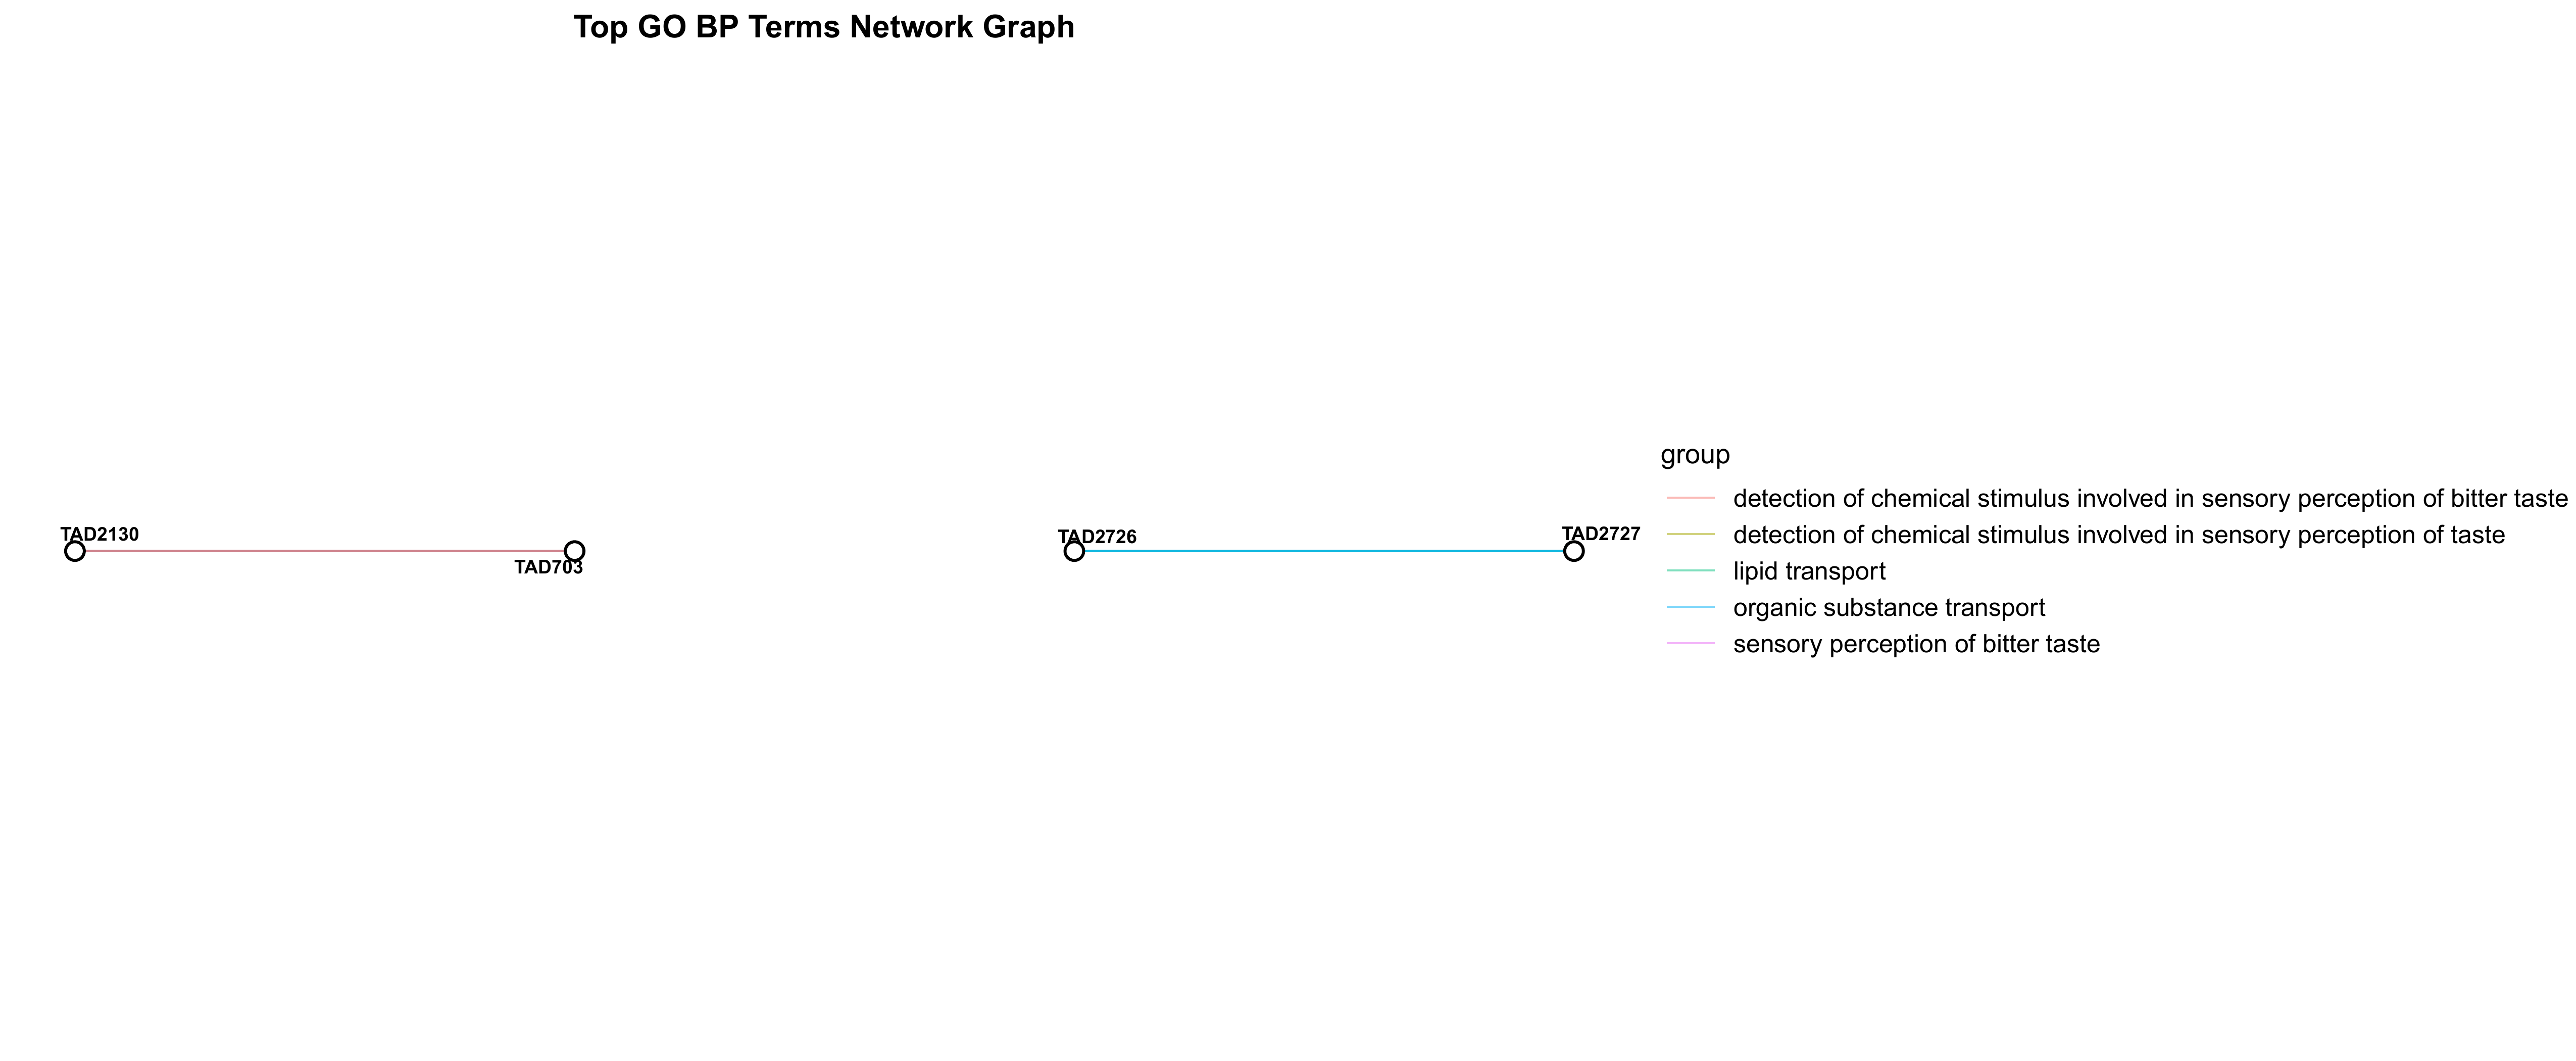 Top GO BP Terms Network Graph
group
detection of chemical stimulus involved in sensory perception of bitter taste
TAD2130
TAD2726
TAD2727
detection of chemical stimulus involved in sensory perception of taste
TAD703
lipid transport
organic substance transport
sensory perception of bitter taste